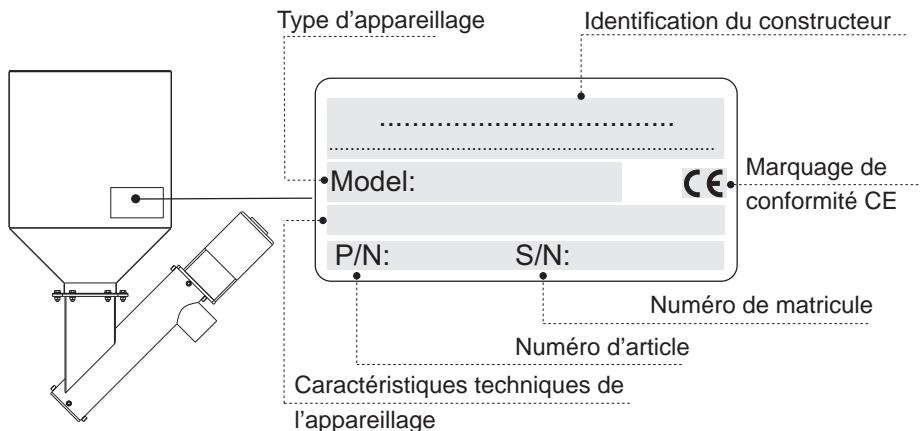 Type d’appareillage
Identification du constructeur
Model:
CE
Marquage de
conformité CE
P/N:
S/N:
Numéro de matricule
Numéro d’article
Caractéristiques techniques de
l’appareillage